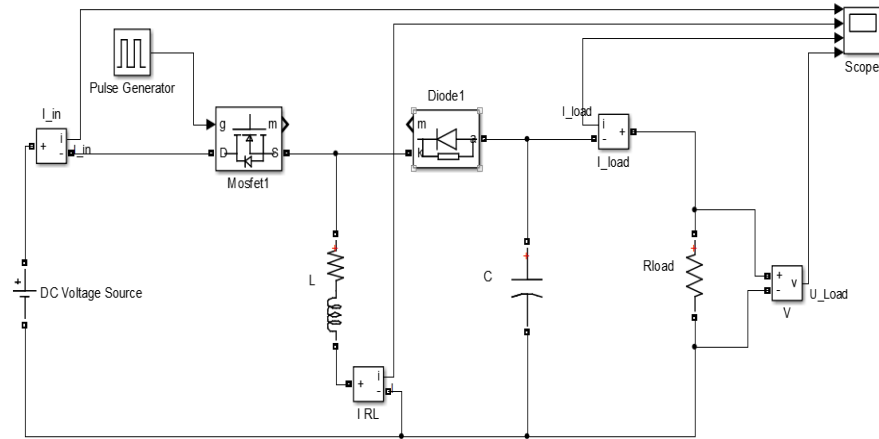 Scope
Pulse Generator
I_in
i
+
-
I_in
g
m
D
S
Mosfet1
Diode1
m
k
a
I_load
i
-
+
I_load
DC Voltage Source
+
L
+
C
+
Rload
+
+
-
v
V
U_Load
+
i
-
I RL